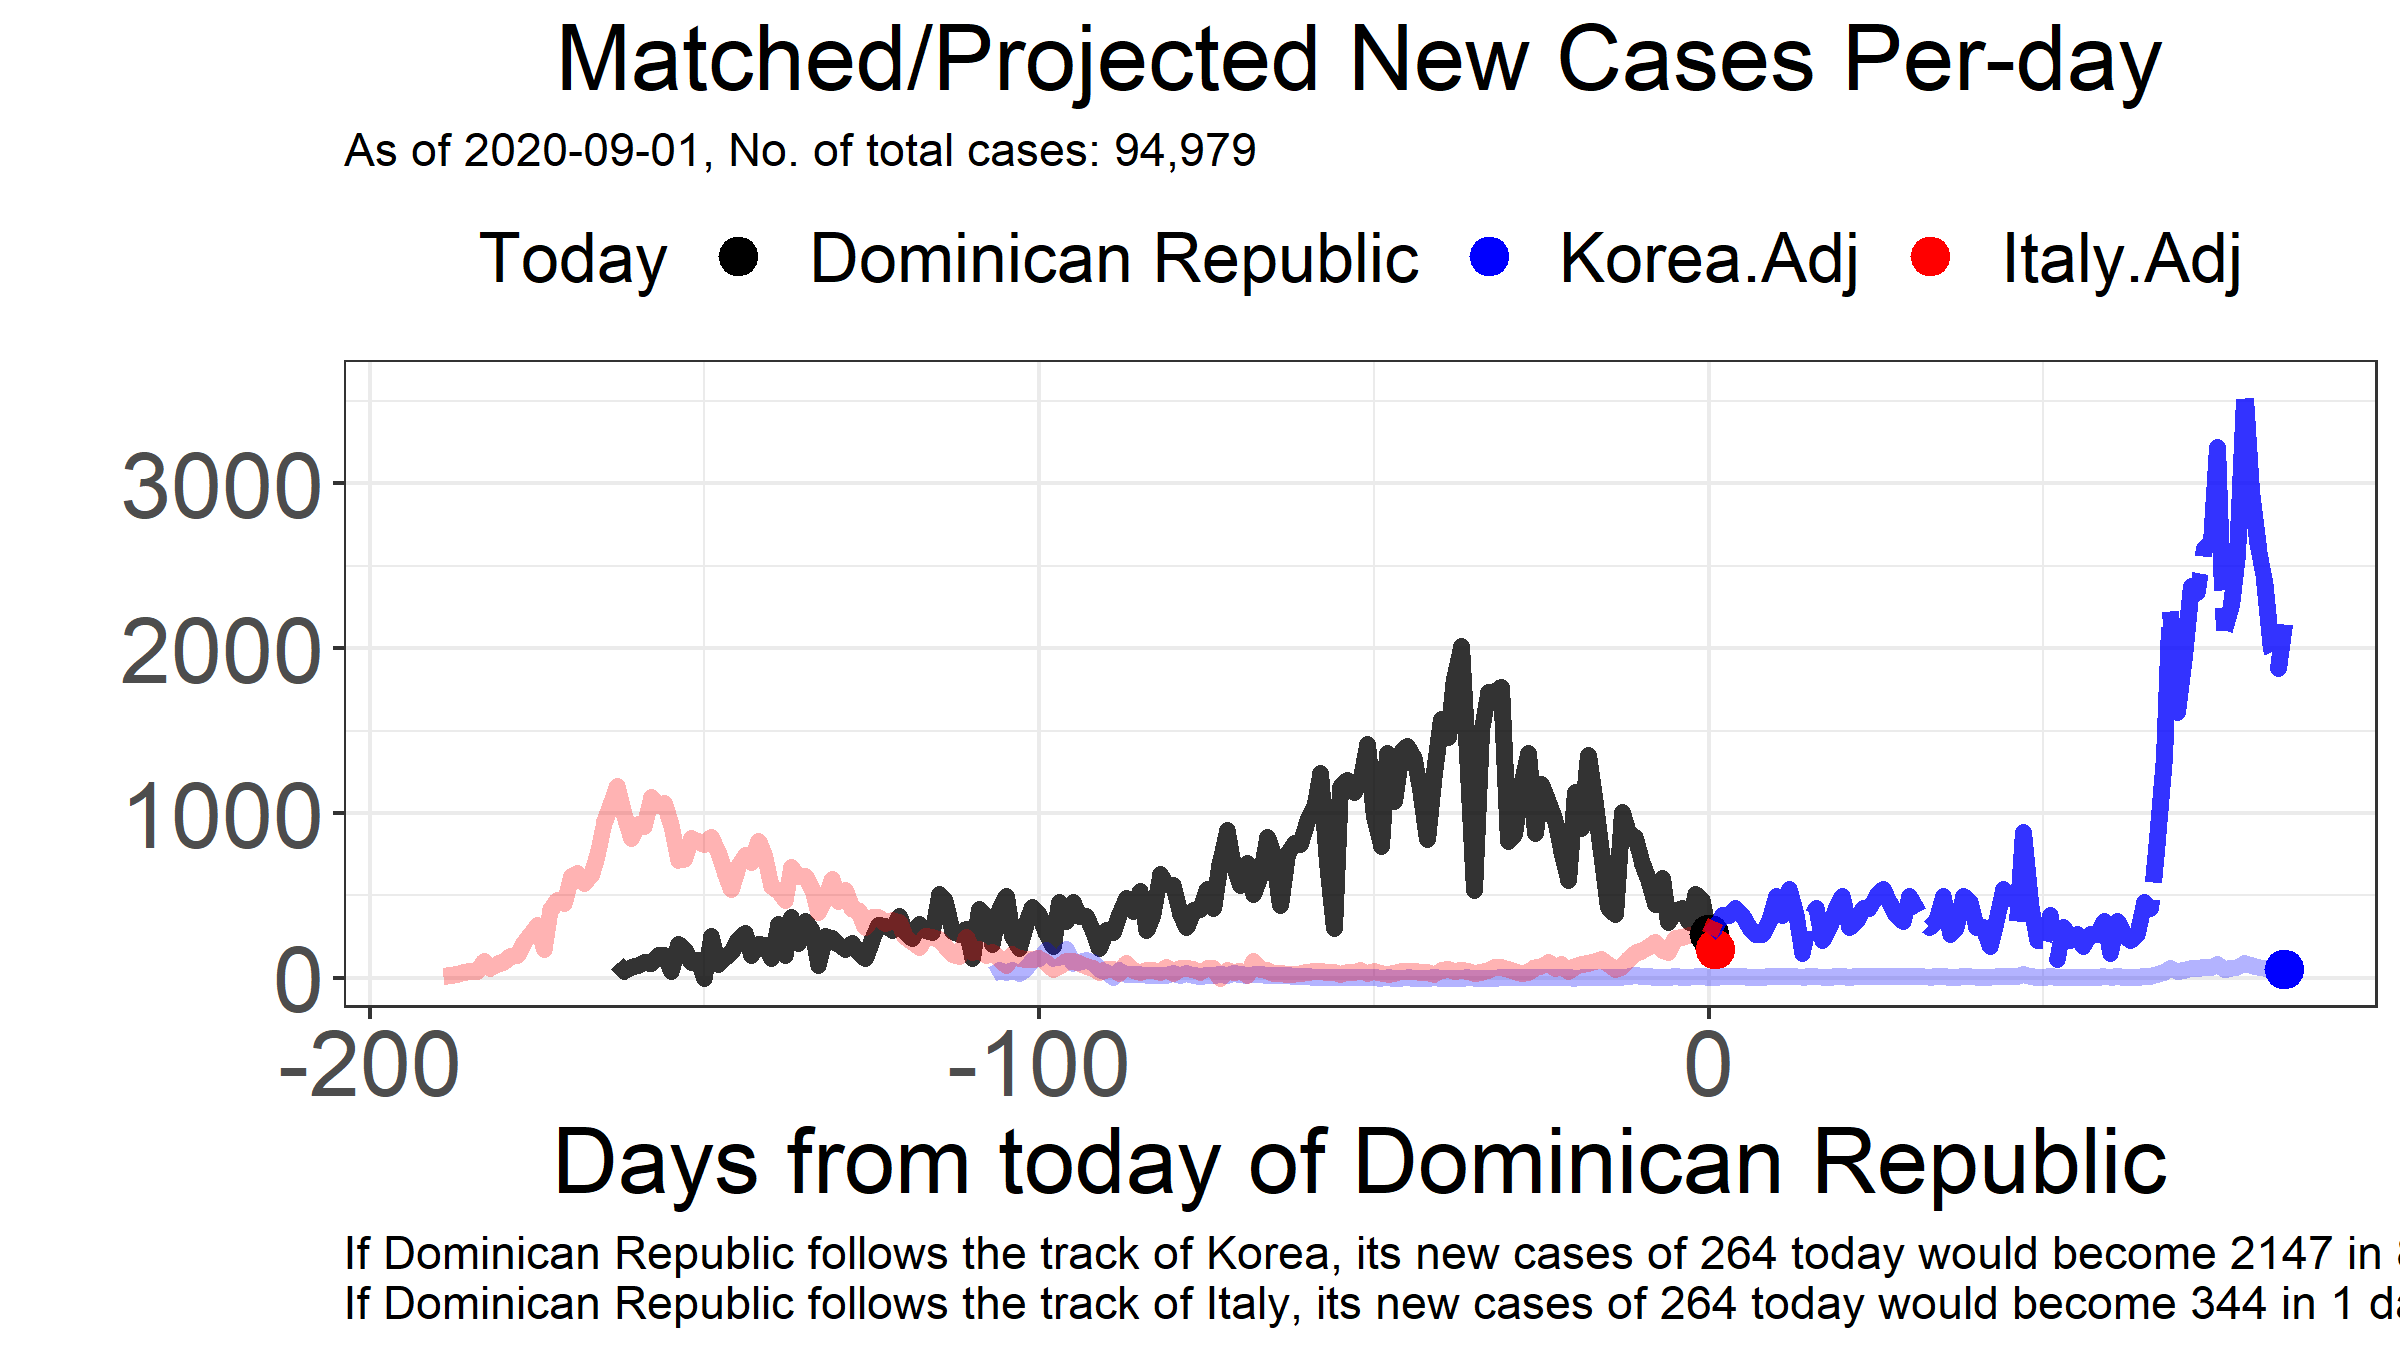 Matched/Projected New Cases Per-day
As of 2020-09-01, No. of total cases: 94,979
Today Dominican Republic Korea.Adj Italy.Adj
3000
2000
1000
0
-200 -100 0
Days from today of Dominican Republic
If Dominican Republic follows the track of Korea, its new cases of 264 today would become 2147 in
If Dominican Republic follows the track of Italy, its new cases of 264 today would become 344 in 1